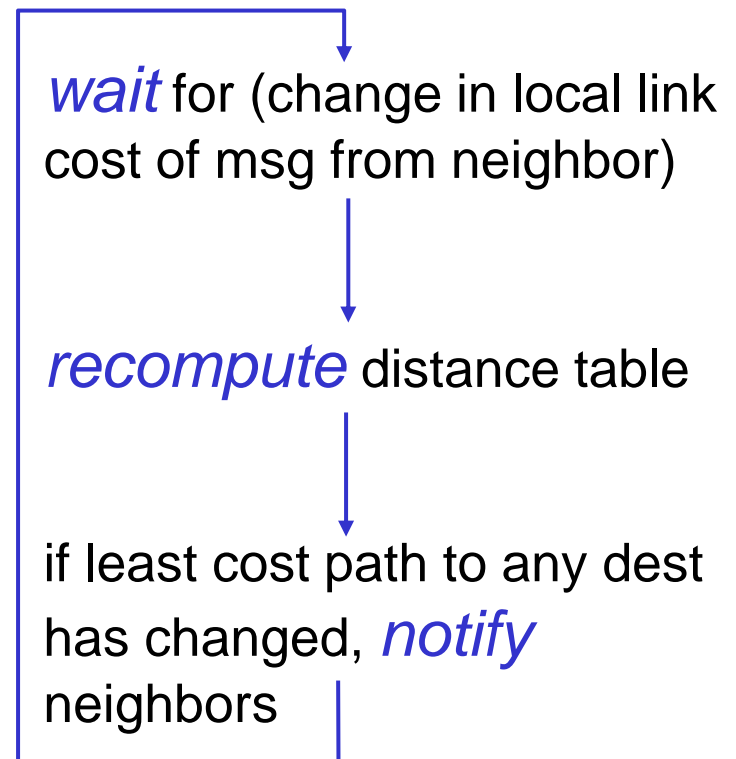 wait for (change in local link
cost of msg from neighbor)
recompute distance table
if least cost path to any dest
has changed, notify
neighbors